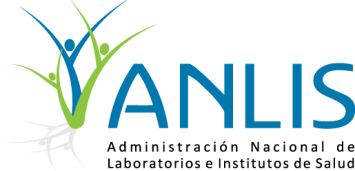 ANLIS
Administración Nacional de
Laboratorios e Institutos de Salud